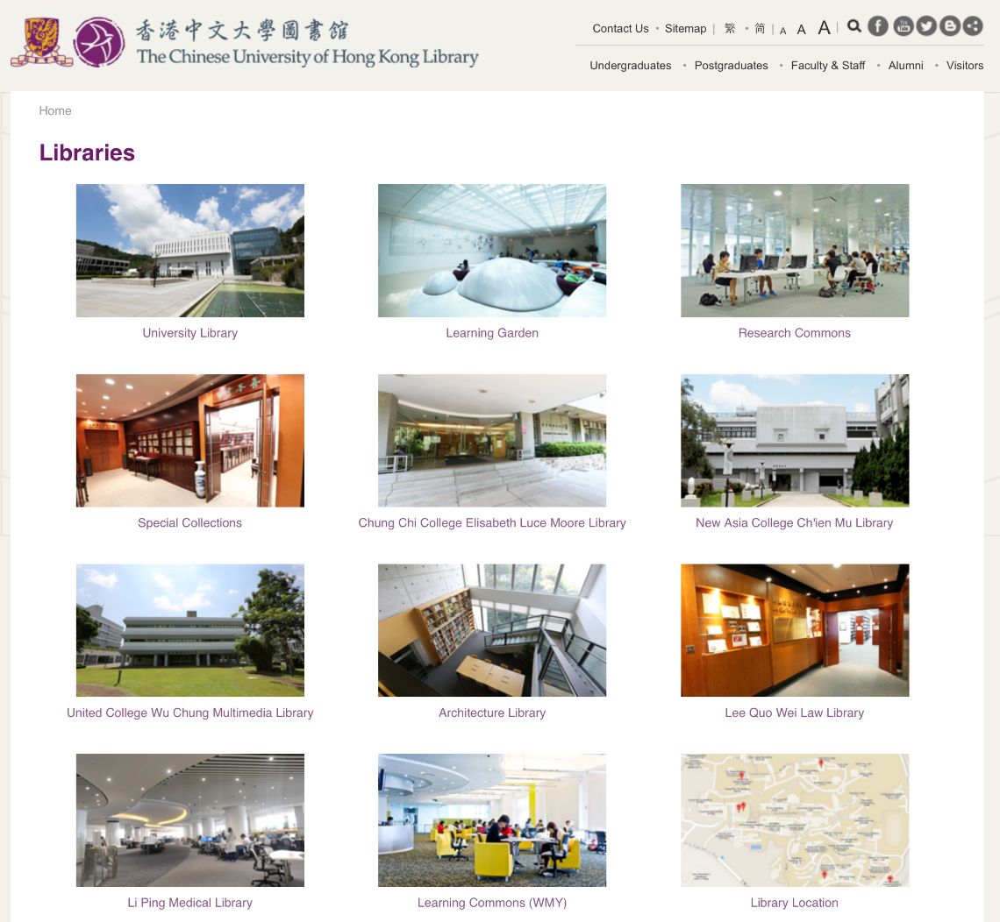 香港中文大學圖書館
The Chinese University of Hong Kong Library
Contact Us • Sitemap | 繁 • 简 | A A A |
You
Undergraduates • Postgraduates • Faculty & Staff • Alumni • Visitors
Home
Libraries
University Library
Learning Garden
Research Commons
Special Collections
Chung Chi College Elisabeth Luce Moore Library
New Asia College Ch'ien Mu Library
United College Wu Chung Multimedia Library
Architecture Library
Lee Quo Wei Law Library
Li Ping Medical Library
Learning Commons (WMY)
Library Location